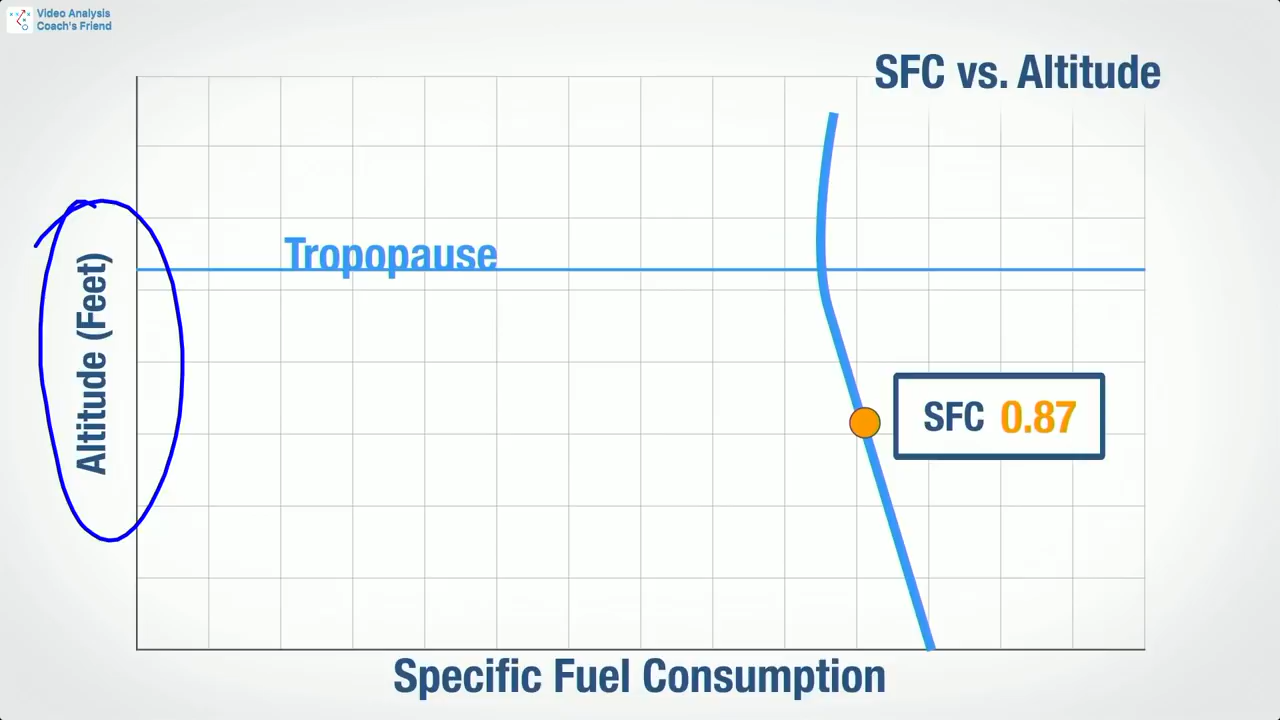 Video Analysis
Coach's Friend
SFC vs. Altitude
Tropopause
Altitude (Feet)
SFC 0.87
Specific Fuel Consumption